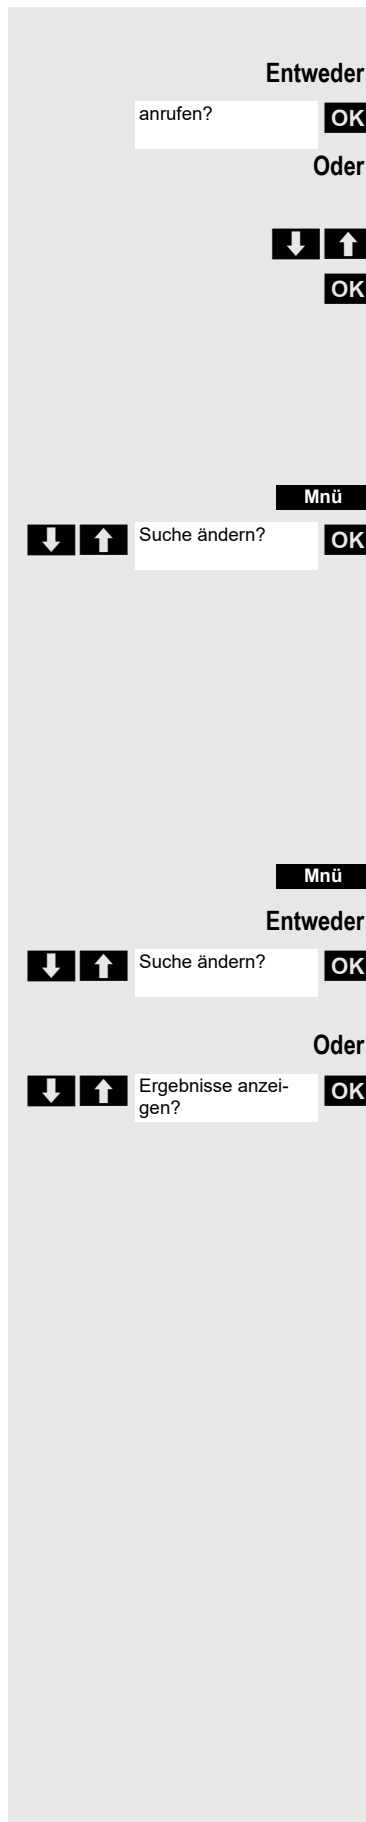 Entweder
anrufen? OK
Oder
OK
Mnü
Suche ändern? OK
Mnü
Entweder
Suche ändern? OK
Oder
Ergebnisse anzei- OK
gen?